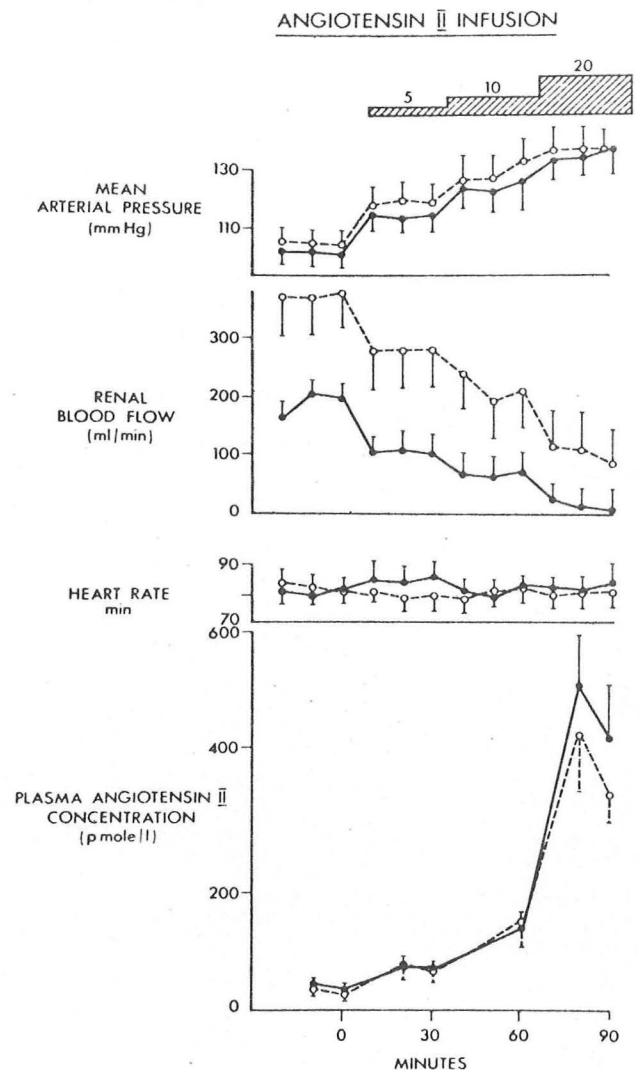 ANGIOTENSIN II INFUSION
5
10
20
MEAN
ARTERIAL PRESSURE
(mm Hg)
130
110
RENAL
BLOOD FLOW
(ml/min)
300
200
100
0
HEART RATE
min
90
70
PLASMA ANGIOTENSIN II
CONCENTRATION
(p mole/l)
600
400
200
0
0
30
60
90
MINUTES